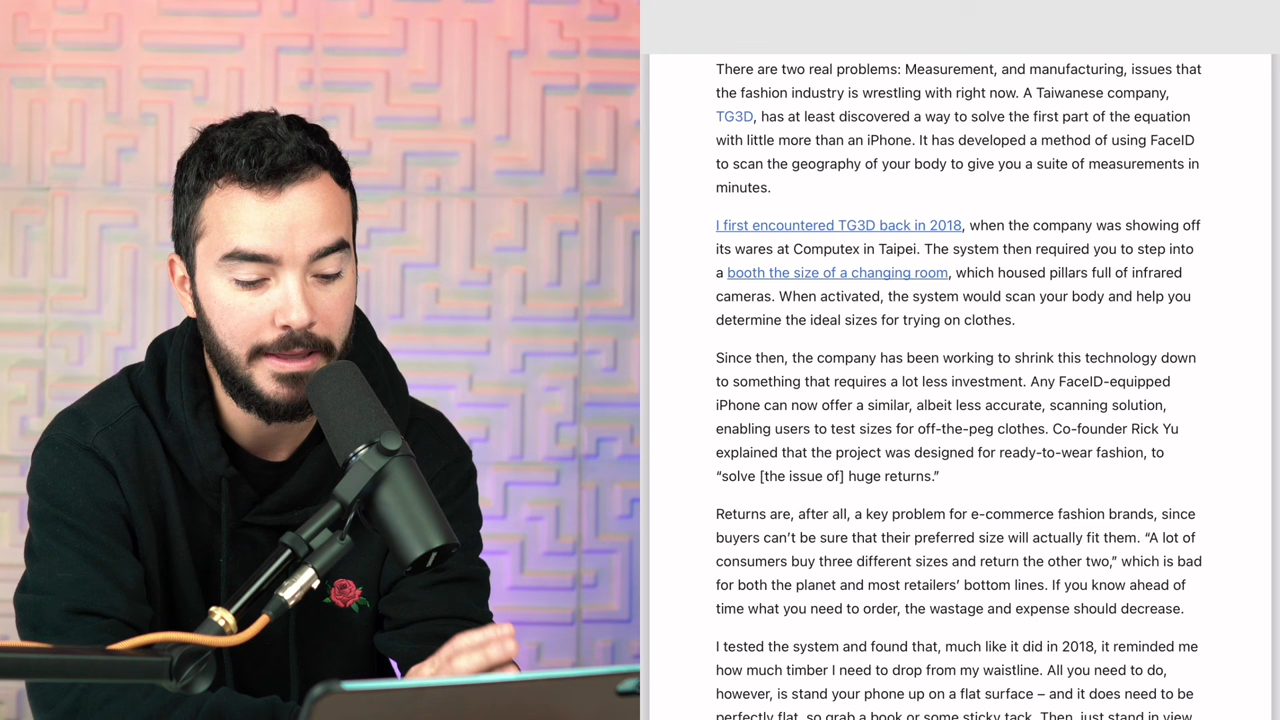 There are two real problems: Measurement, and manufacturing, issues that
the fashion industry is wrestling with right now. A Taiwanese company,
TG3D, has at least discovered a way to solve the first part of the equation
with little more than an iPhone. It has developed a method of using FaceID
to scan the geography of your body to give you a suite of measurements in
minutes.
I first encountered TG3D back in 2018, when the company was showing off
its wares at Computex in Taipei. The system then required you to step into
a booth the size of a changing room, which housed pillars full of infrared
cameras. When activated, the system would scan your body and help you
determine the ideal sizes for trying on clothes.
Since then, the company has been working to shrink this technology down
to something that requires a lot less investment. Any FaceID-equipped
iPhone can now offer a similar, albeit less accurate, scanning solution,
enabling users to test sizes for off-the-peg clothes. Co-founder Rick Yu
explained that the project was designed for ready-to-wear fashion, to
“solve [the issue of] huge returns.”
Returns are, after all, a key problem for e-commerce fashion brands, since
buyers can’t be sure that their preferred size will actually fit them. “A lot of
consumers buy three different sizes and return the other two,” which is bad
for both the planet and most retailers’ bottom lines. If you know ahead of
time what you need to order, the wastage and expense should decrease.
I tested the system and found that, much like it did in 2018, it reminded me
how much timber I need to drop from my waistline. All you need to do,
however, is stand your phone up on a flat surface – and it does need to be
perfectly flat, so grab a book or some sticky tack. Then, just stand in view